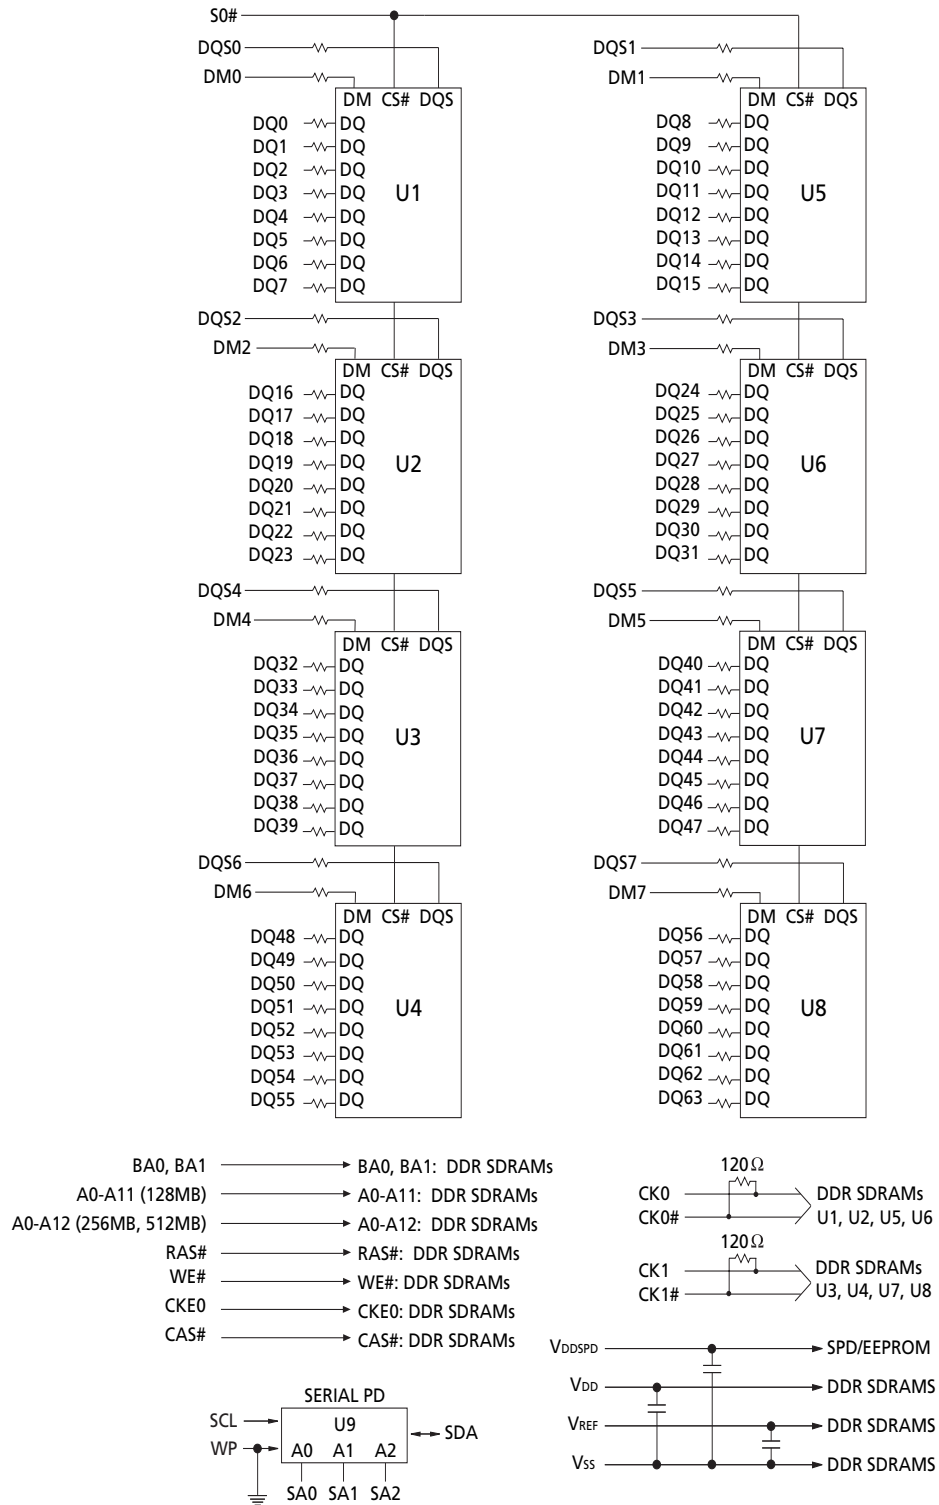 S0#
DQS0
DM0
DM CS# DQS
DQ0 DQ
DQ1 DQ
DQ2 DQ
DQ3 DQ
DQ4 DQ
DQ5 DQ
DQ6 DQ
DQ7 DQ
U1
DQS1
DM1
DM CS# DQS
DQ8 DQ
DQ9 DQ
DQ10 DQ
DQ11 DQ
DQ12 DQ
DQ13 DQ
DQ14 DQ
DQ15 DQ
U5
DQS2
DM2
DM CS# DQS
DQ16 DQ
DQ17 DQ
DQ18 DQ
DQ19 DQ
DQ20 DQ
DQ21 DQ
DQ22 DQ
DQ23 DQ
U2
DQS3
DM3
DM CS# DQS
DQ24 DQ
DQ25 DQ
DQ26 DQ
DQ27 DQ
DQ28 DQ
DQ29 DQ
DQ30 DQ
DQ31 DQ
U6
DQS4
DM4
DM CS# DQS
DQ32 DQ
DQ33 DQ
DQ34 DQ
DQ35 DQ
DQ36 DQ
DQ37 DQ
DQ38 DQ
DQ39 DQ
U3
DQS5
DM5
DM CS# DQS
DQ40 DQ
DQ41 DQ
DQ42 DQ
DQ43 DQ
DQ44 DQ
DQ45 DQ
DQ46 DQ
DQ47 DQ
U7
DQS6
DM6
DM CS# DQS
DQ48 DQ
DQ49 DQ
DQ50 DQ
DQ51 DQ
DQ52 DQ
DQ53 DQ
DQ54 DQ
DQ55 DQ
U4
DQS7
DM7
DM CS# DQS
DQ56 DQ
DQ57 DQ
DQ58 DQ
DQ59 DQ
DQ60 DQ
DQ61 DQ
DQ62 DQ
DQ63 DQ
U8
BA0, BA1 BA0, BA1: DDR SDRAMs
A0-A11 (128MB) A0-A11: DDR SDRAMs
A0-A12 (256MB, 512MB) A0-A12: DDR SDRAMs
RAS# RAS#: DDR SDRAMs
WE# WE#: DDR SDRAMs
CKE0 CKE0: DDR SDRAMs
CAS# CAS#: DDR SDRAMs
120Ω
CK0 DDR SDRAMs
CK0# U1, U2, U5, U6
120Ω
CK1 DDR SDRAMs
CK1# U3, U4, U7, U8
SERIAL PD
U9
SCL
WP
A0 A1 A2
SDA
SA0 SA1 SA2
VDDSPD SPD/EEPROM
VDD DDR SDRAMS
VREF DDR SDRAMS
VSS DDR SDRAMS